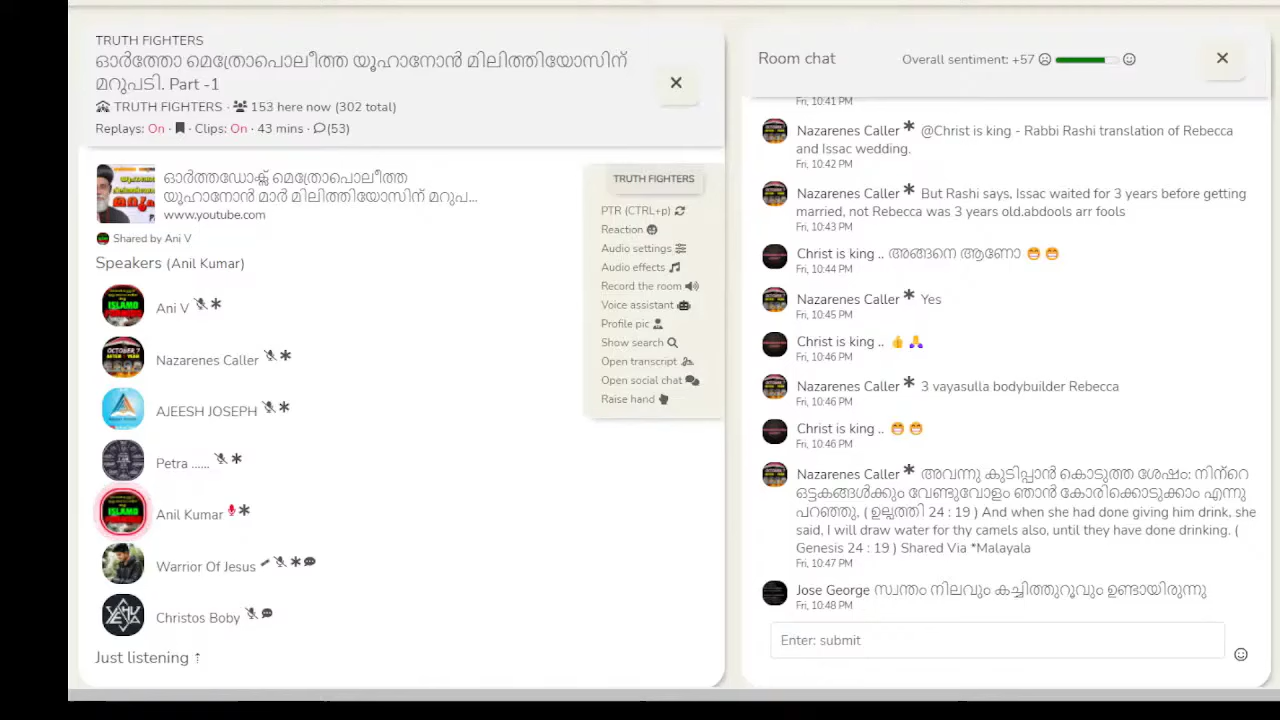 TRUTH FIGHTERS
ഓർത്തോ മെത്രോപൊലീത്ത യൂഹാനോൻ മിലിത്തിയോസിന്
മറുപടി. Part -1
TRUTH FIGHTERS · 153 here now (302 total)
Replays: On · Clips: On · 43 mins · (53)
ഓർത്തഡോക്സ് മെത്രോപൊലീത്ത
യൂഹാനോൻ മാർ മിലിത്തിയോസിന് മറുപ...
www.youtube.com
Shared by Ani V
Speakers (Anil Kumar)
Ani V
Nazarenes Caller
AJEESH JOSEPH
Petra ......
Anil Kumar
Warrior Of Jesus
Christos Boby
Just listening ⇡
TRUTH FIGHTERS
PTR (CTRL+p)
Reaction
Audio settings
Audio effects
Record the room
Voice assistant
Profile pic
Show search
Open transcript
Open social chat
Raise hand
Room chat
Overall sentiment: +57
Fri, 10:41 PM
Nazarenes Caller * @Christ is king - Rabbi Rashi translation of Rebecca
and Issac wedding.
Fri, 10:42 PM
Nazarenes Caller * But Rashi says, Issac waited for 3 years before getting
married, not Rebecca was 3 years old.abdools arr fools
Fri, 10:43 PM
Christ is king .. അങ്ങനെ ആണോ 😁 😁
Fri, 10:44 PM
Nazarenes Caller * Yes
Fri, 10:45 PM
Christ is king .. 👍 🙏
Fri, 10:46 PM
Nazarenes Caller * 3 vayasulla bodybuilder Rebecca
Fri, 10:46 PM
Christ is king .. 😁 😁
Fri, 10:46 PM
Nazarenes Caller * അവന്നു കുടിപ്പാൻ കൊടുത്ത ശേഷം: നിന്റെ
ഒട്ടകങ്ങൾക്കും വേണ്ടുവോളം ഞാൻ കോരിക്കൊടുക്കാം എന്നു
പറഞ്ഞു, ( ഉല്പത്തി 24 : 19 ) And when she had done giving him drink, she
said, I will draw water for thy camels also, until they have done drinking. (
Genesis 24 : 19 ) Shared Via *Malayala
Fri, 10:47 PM
Jose George സ്വന്തം നിലവും കച്ചിത്തുറൂവും ഉണ്ടായിരുന്നു
Fri, 10:48 PM
Enter: submit